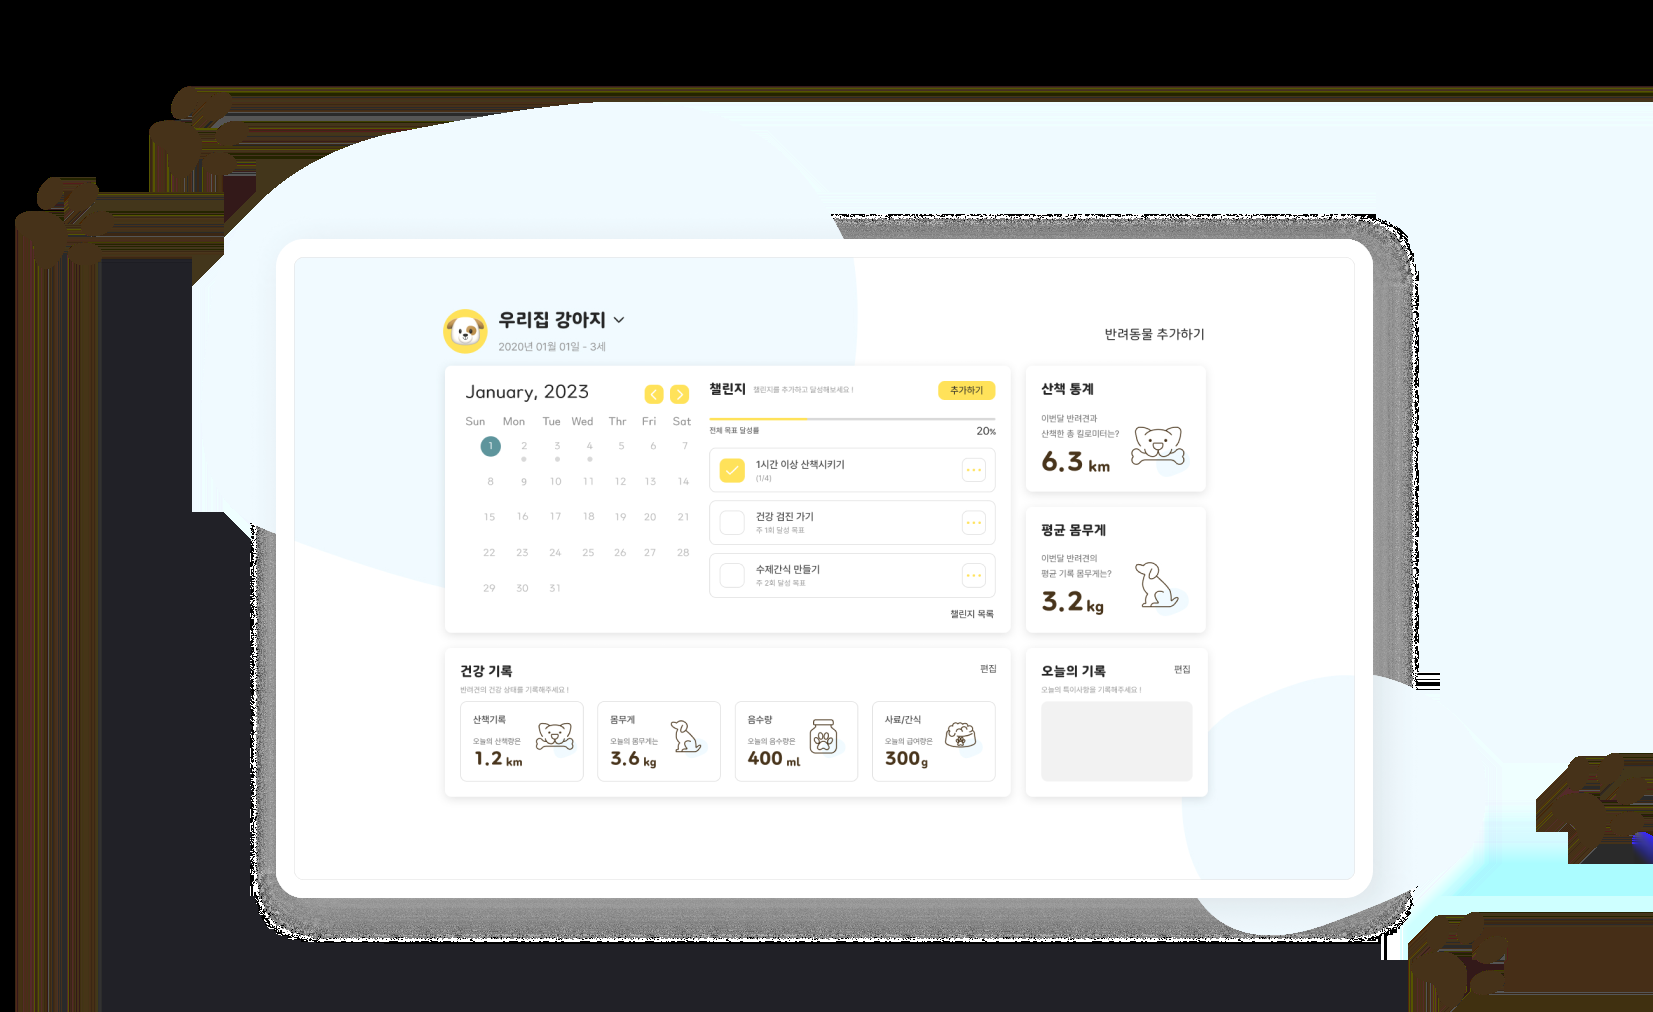 우리집 강아지
2020년 01월 01일 - 3세
반려동물 추가하기
January, 2023
Sun Mon Tue Wed Thr Fri Sat
1 2 3 4 5 6 7
8 9 10 11 12 13 14
15 16 17 18 19 20 21
22 23 24 25 26 27 28
29 30 31
챌린지 챌린지를 추가하고 달성해보세요 !
추가하기
전체 목표 달성률 20%
1시간 이상 산책시키기
(1/4)
건강 검진 가기
주 1회 달성 목표
수제간식 만들기
주 2회 달성 목표
챌린지 목록
산책 통계
이번달 반려견과
산책한 총 킬로미터는?
6.3 km
평균 몸무게
이번달 반려견의
평균 기록 몸무게는?
3.2 kg
건강 기록 편집
반려견의 건강 상태를 기록해주세요 !
산책기록
오늘의 산책량은
1.2 km
몸무게
오늘의 몸무게는
3.6 kg
음수량
오늘의 음수량은
400 ml
사료/간식
오늘의 급여량은
300g
오늘의 기록 편집
오늘의 특이사항을 기록해주세요 !